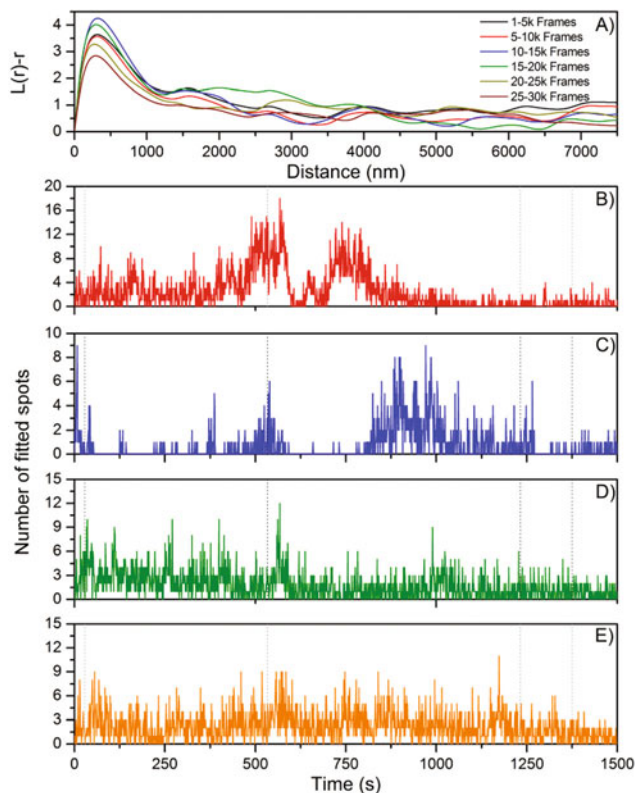 A)
1-5k Frames
5-10k Frames
10-15k Frames
15-20k Frames
20-25k Frames
25-30k Frames
L(r)-r
5
4
3
2
1
0
0 1000 2000 3000 4000 5000 6000 7000
Distance (nm)
B)
20
16
12
8
4
0
C)
10
8
6
4
2
0
Number of fitted spots
D)
15
12
9
6
3
0
E)
15
12
9
6
3
0
0 250 500 750 1000 1250 1500
Time (s)